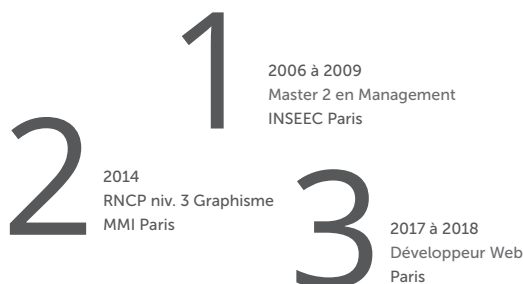 1
2006 à 2009
Master 2 en Management
INSEEC Paris
2
2014
RNCP niv. 3 Graphisme
MMI Paris
3
2017 à 2018
Développeur Web
Paris